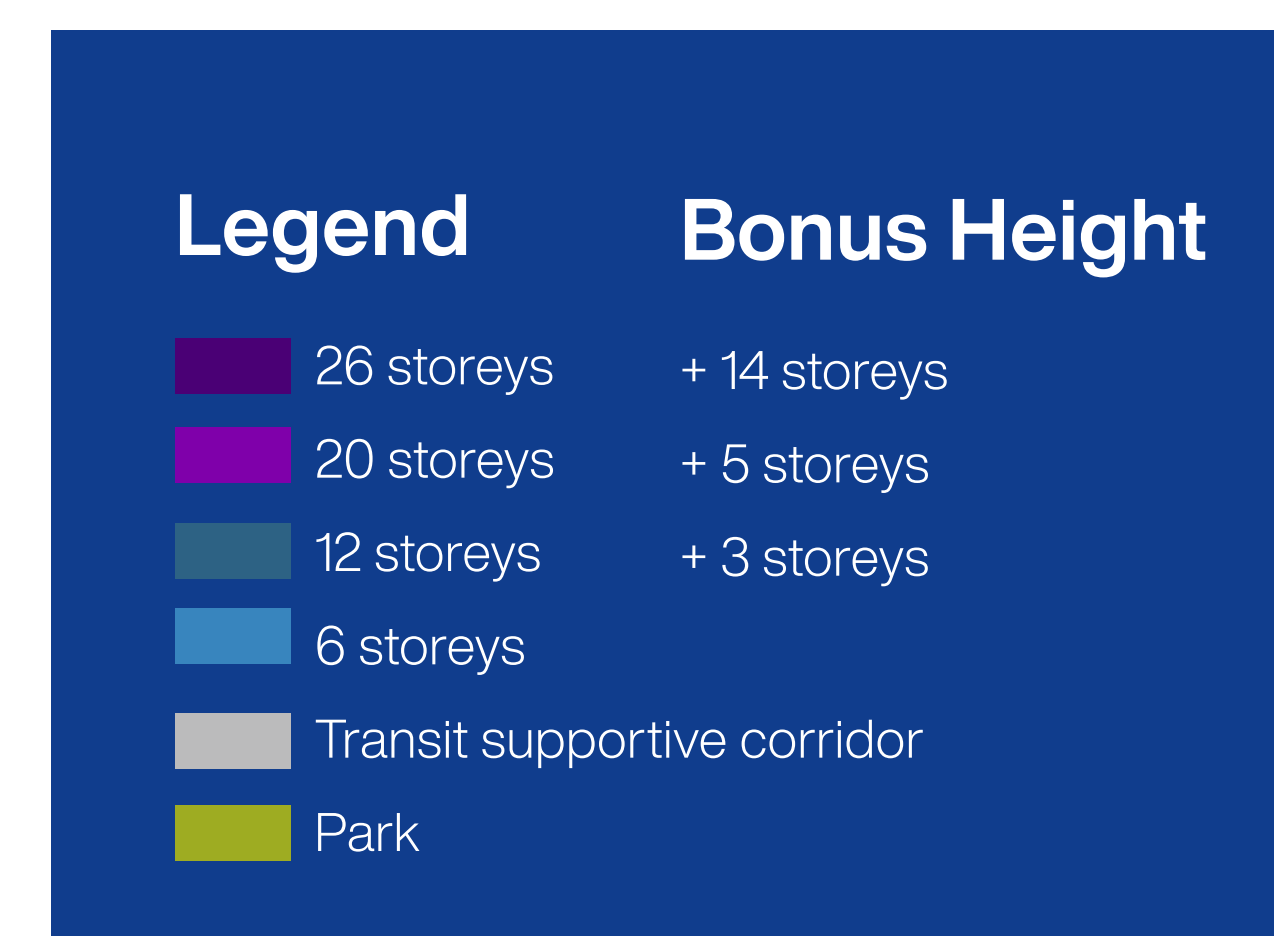 Legend
26 storeys
20 storeys
12 storeys
6 storeys
Transit supportive corridor
Park
Bonus Height
+ 14 storeys
+ 5 storeys
+ 3 storeys